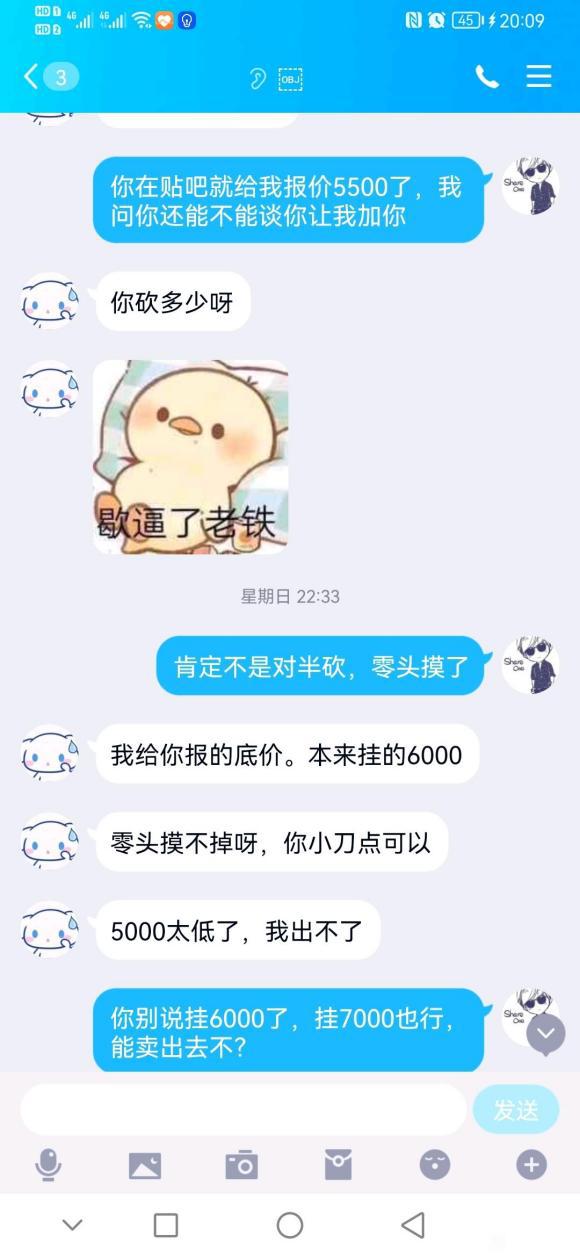 HD 1 4G 4G 45 20:09
HD 2
3 OBJ
你在贴吧就给我报价5500了，我
问你还能不能谈你让我加你
Share
One
你砍多少呀
歇逼了老铁
星期日 22:33
肯定不是对半砍，零头摸了
Share
One
我给你报的底价。本来挂的6000
零头摸不掉呀，你小刀点可以
5000太低了，我出不了
你别说挂6000了，挂7000也行，
能卖出去不？
Share
One
发送